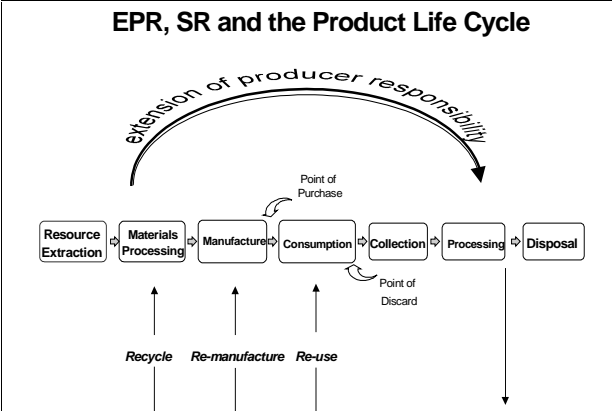 EPR, SR and the Product Life Cycle
extension of producer responsibility
Point of
Purchase
Resource
Extraction
Materials
Processing
Manufacture
Consumption
Collection
Processing
Disposal
Point of
Discard
Recycle
Re-manufacture
Re-use